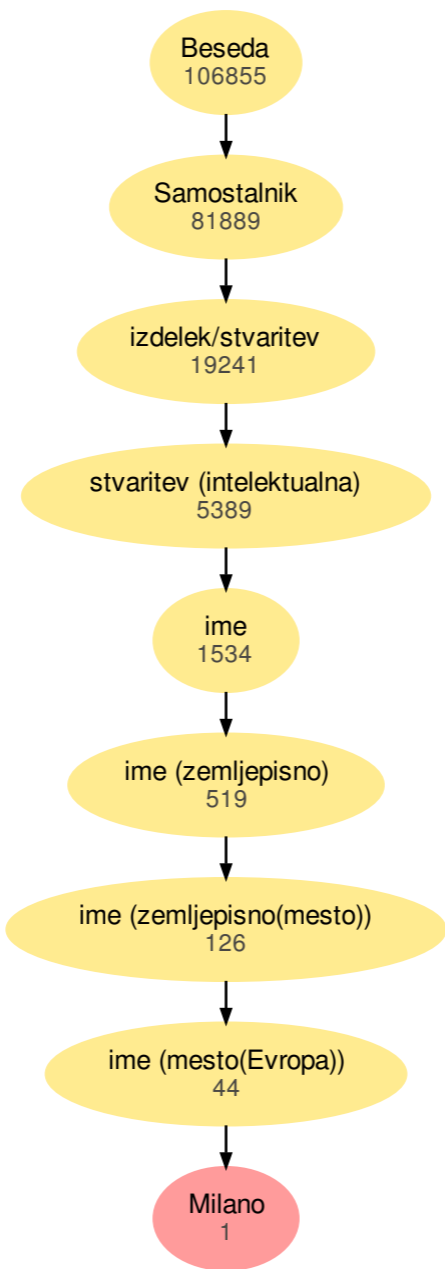 Beseda
106855
Samostalnik
81889
izdelek/stvaritev
19241
stvaritev (intelektualna)
5389
ime
1534
ime (zemljepisno)
519
ime (zemljepisno(mesto))
126
ime (mesto(Evropa))
44
Milano
1